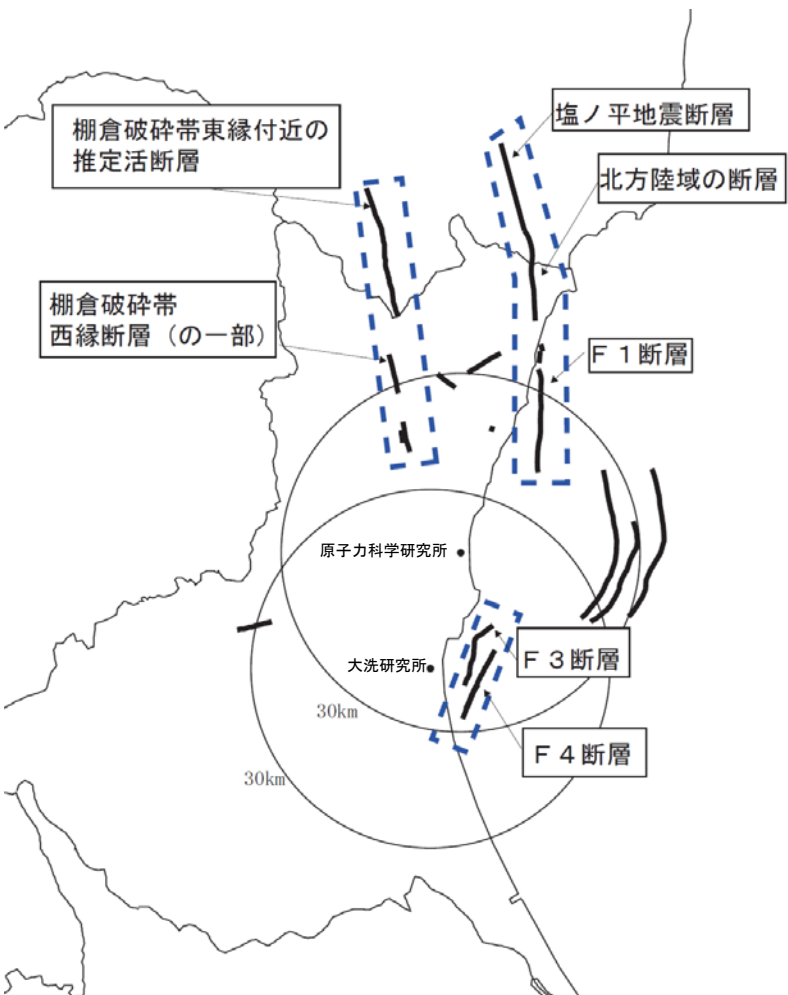 塩ノ平地震断層
棚倉破砕帯東縁付近の
推定活断層
北方陸域の断層
棚倉破砕帯
西縁断層（の一部）
Ｆ１断層
原子力科学研究所
Ｆ３断層
大洗研究所
30km
Ｆ４断層
30km